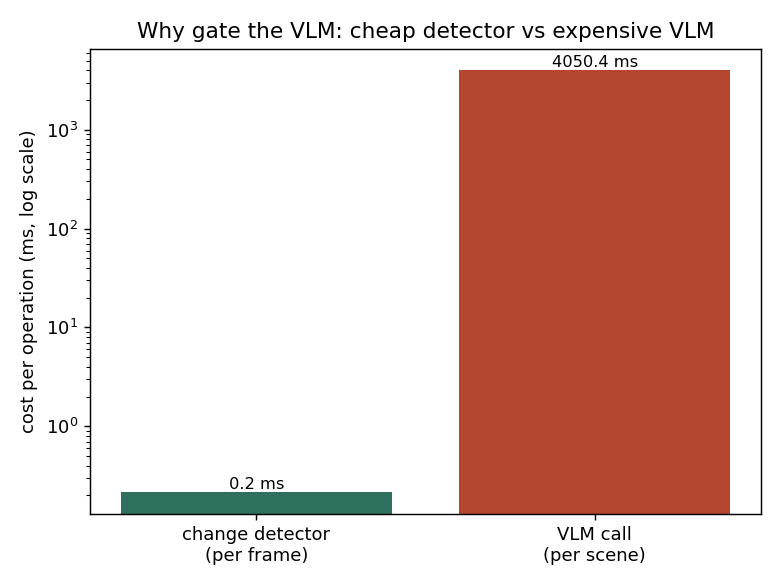 Why gate the VLM: cheap detector vs expensive VLM
cost per operation (ms, log scale)
10³
10²
10¹
10⁰
4050.4 ms
0.2 ms
change detector
(per frame)
VLM call
(per scene)